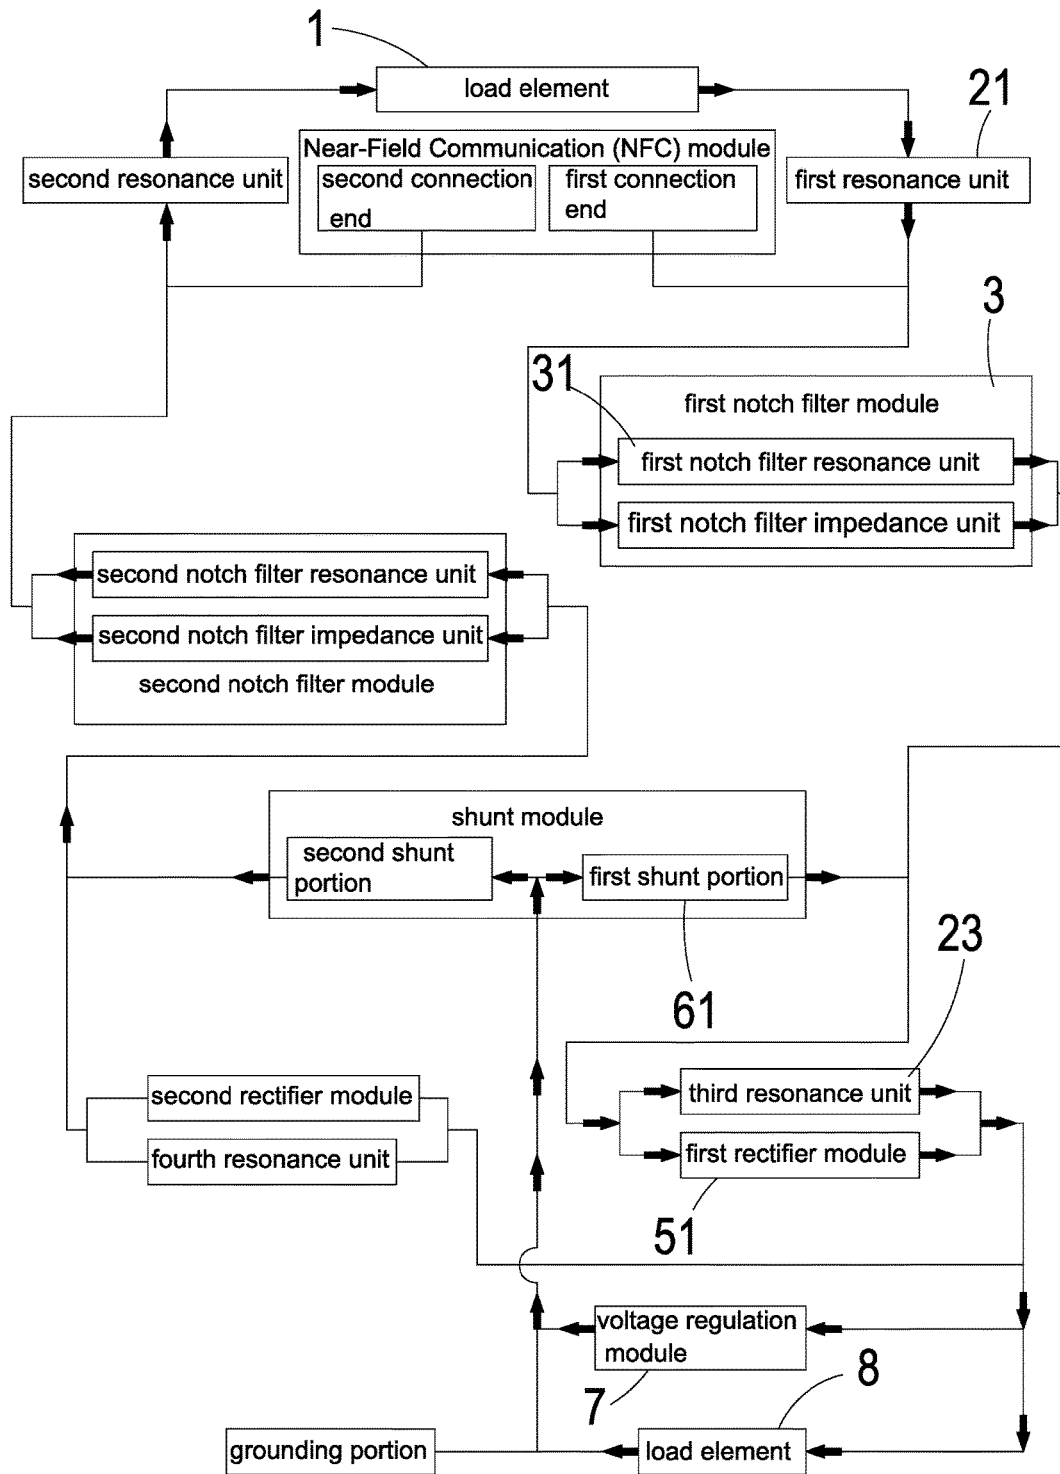 1
load element
21
Near-Field Communication (NFC) module
second resonance unit
second connection
end
first connection
end
first resonance unit
3
31
first notch filter module
first notch filter resonance unit
first notch filter impedance unit
second notch filter resonance unit
second notch filter impedance unit
second notch filter module
shunt module
second shunt
portion
first shunt portion
61
23
second rectifier module
fourth resonance unit
third resonance unit
first rectifier module
51
voltage regulation
module
7
8
grounding portion
load element